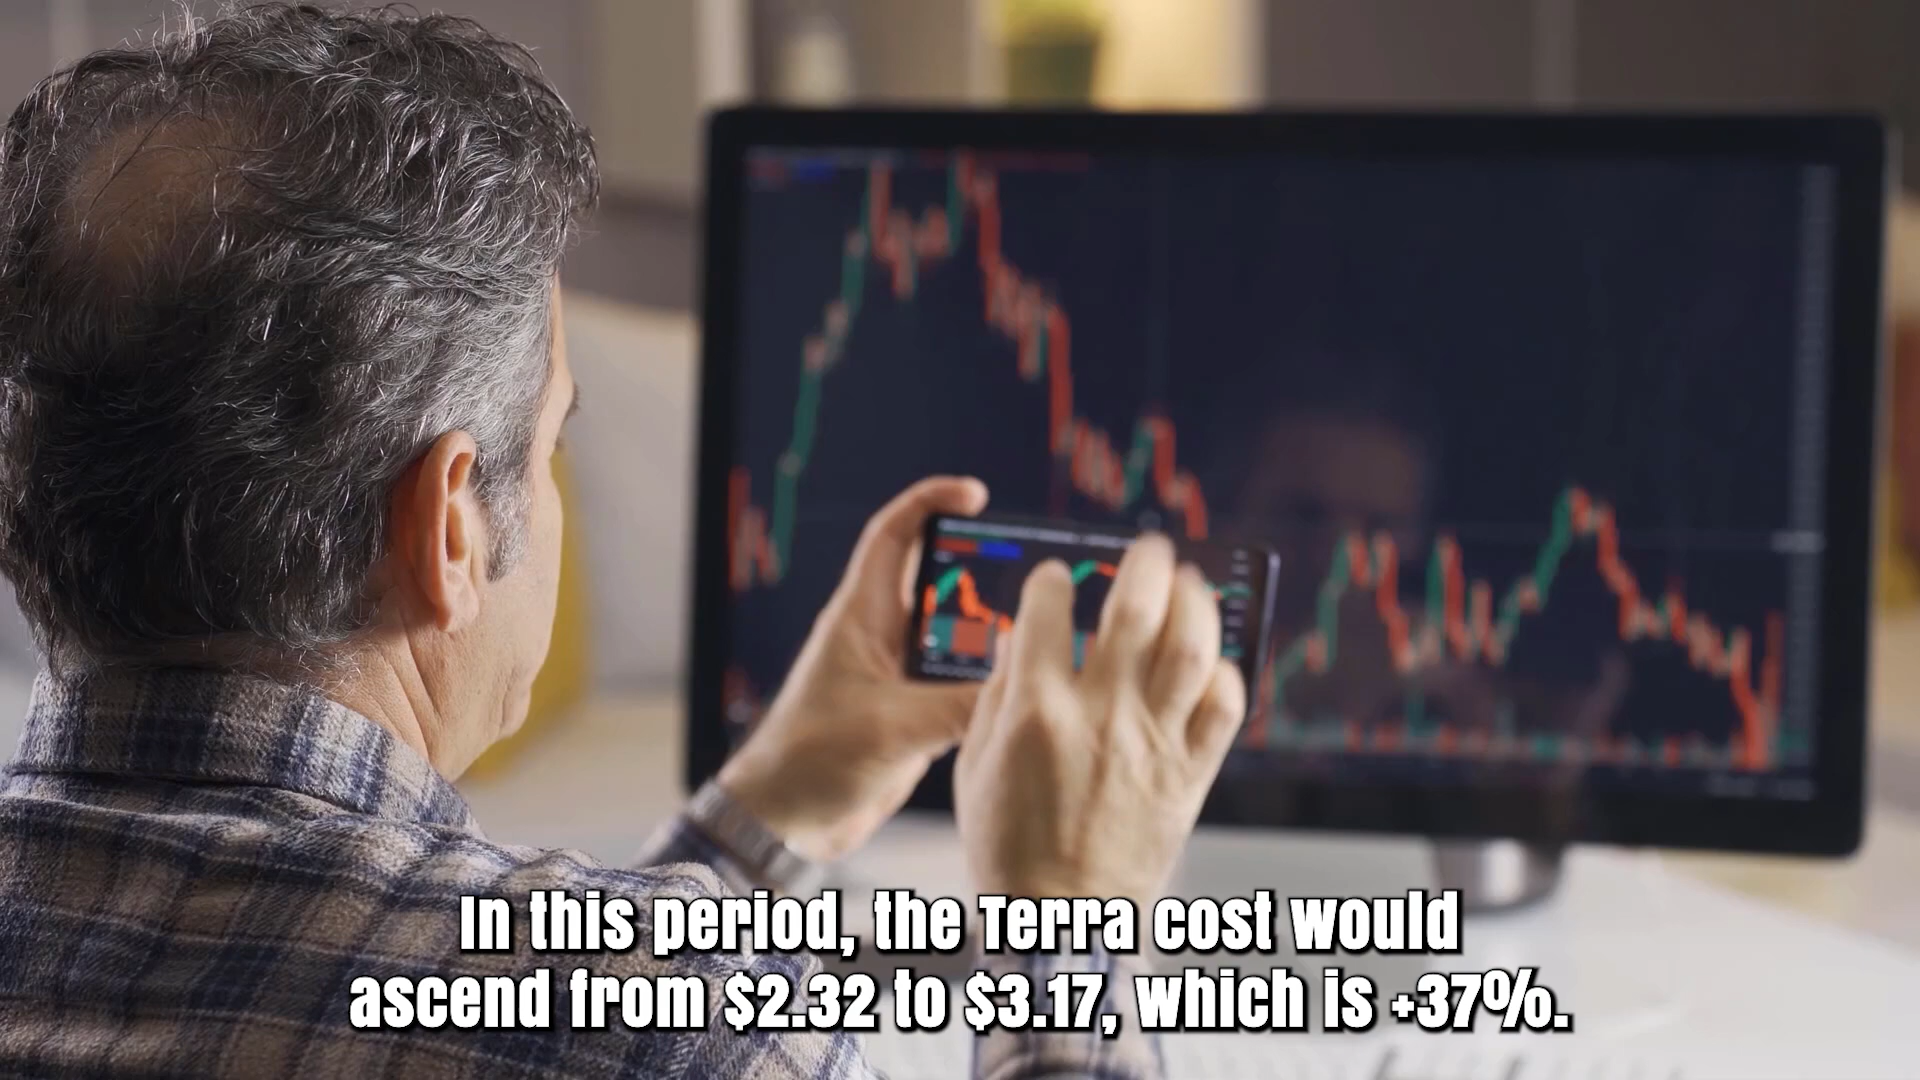 In this period, the Terra cost would
ascend from $2.32 to $3.17, which is +37%.